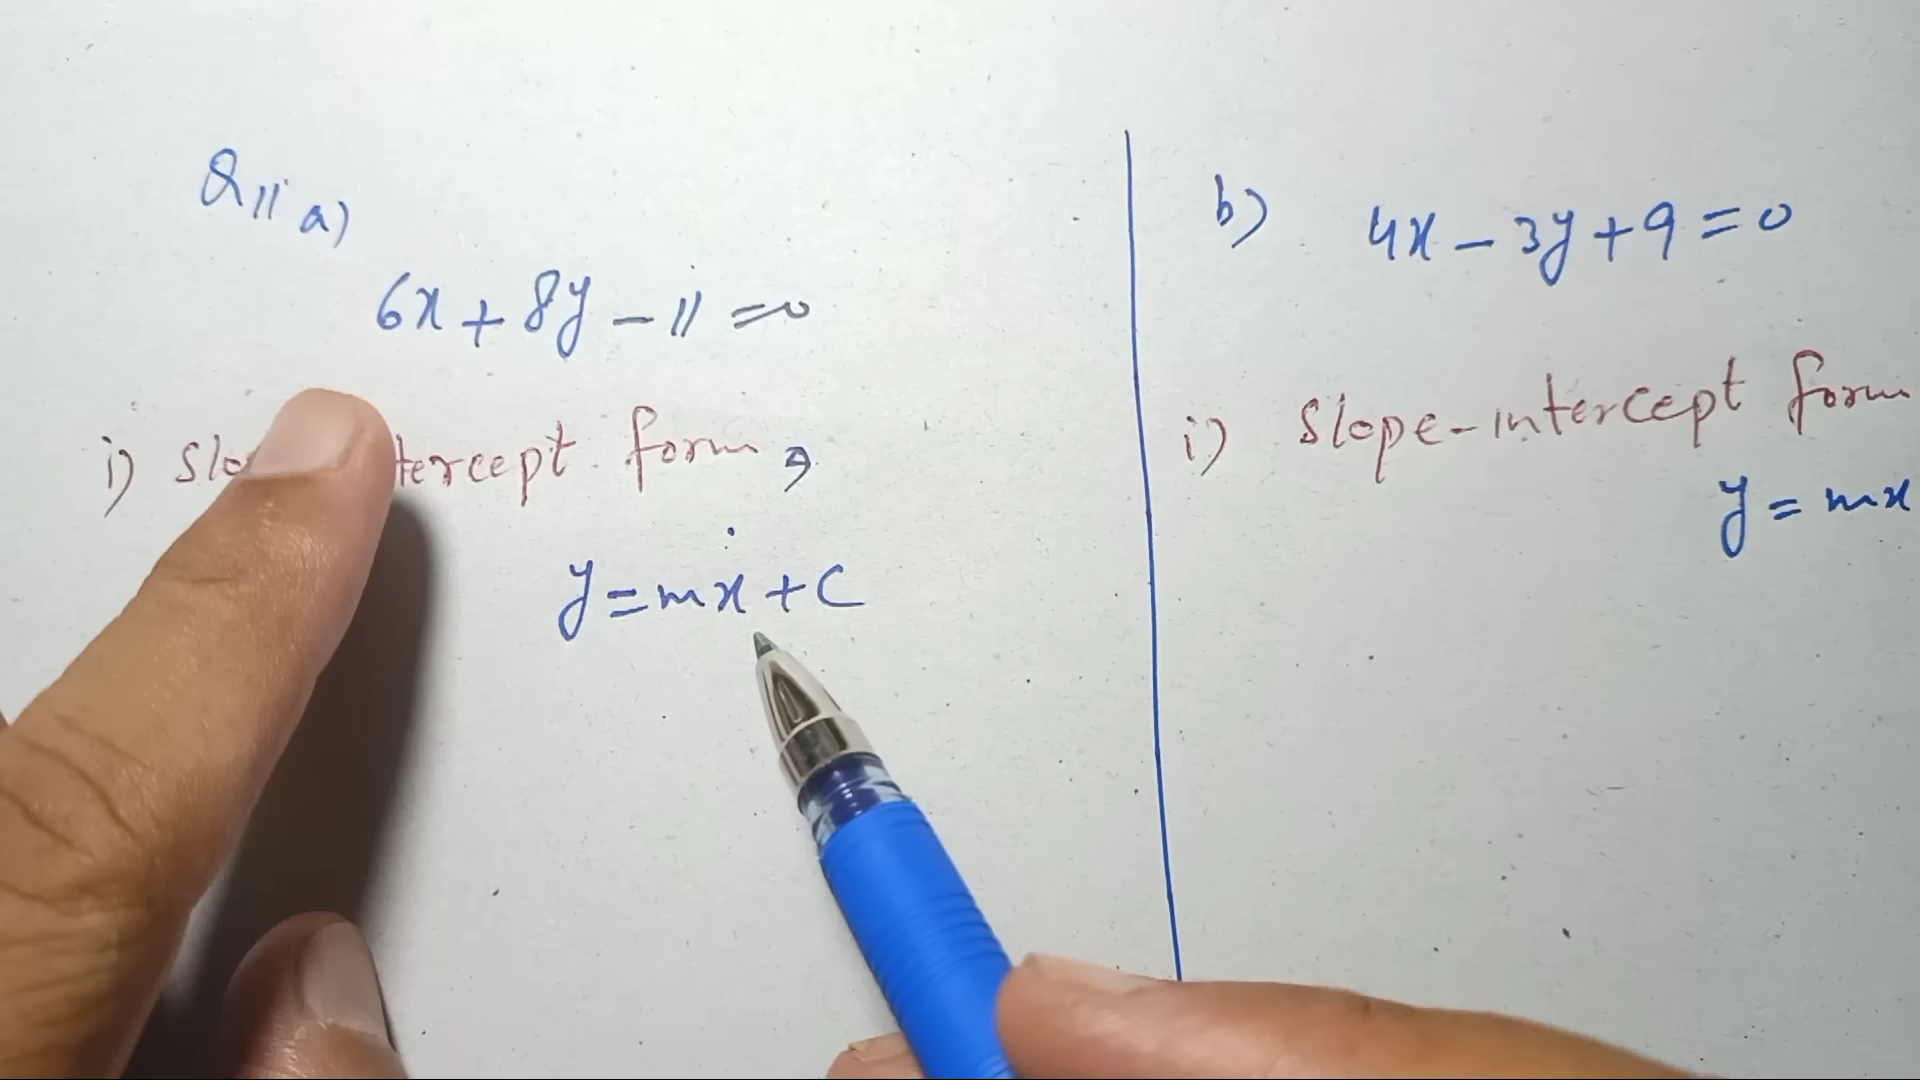 Q11 a)
6x + 8y - 11 = 0
i) Slo tercept form,
y = mx + c
b) 4x - 3y + 9 = 0
i) Slope-intercept form
y = mx